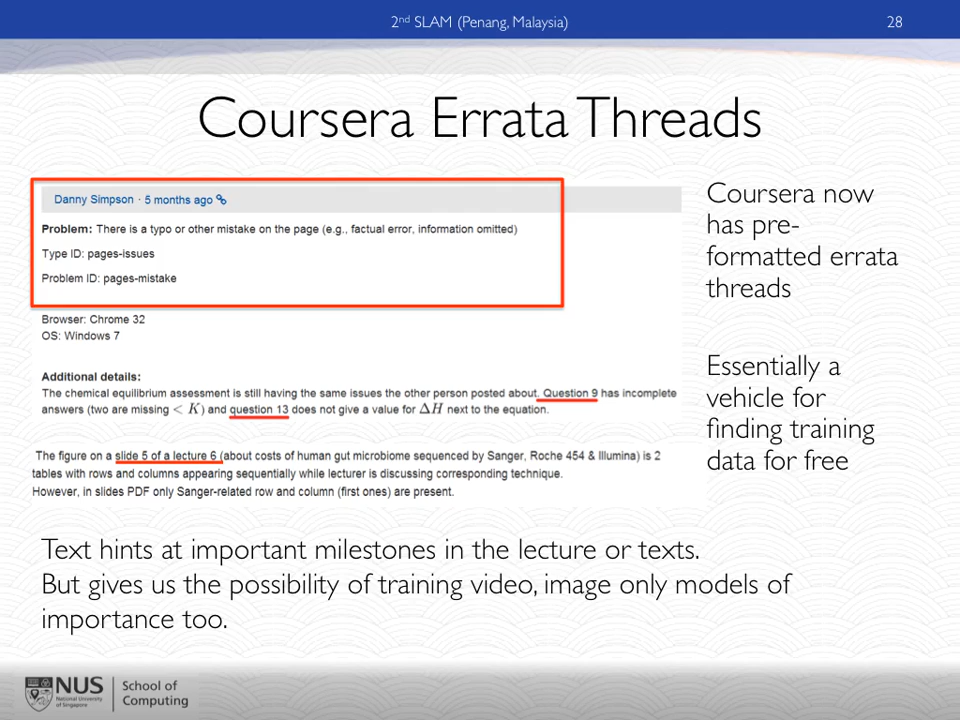 2nd SLAM (Penang, Malaysia)
28
Coursera Errata Threads
Danny Simpson · 5 months ago
Problem: There is a typo or other mistake on the page (e.g., factual error, information omitted)
Type ID: pages-issues
Problem ID: pages-mistake
Browser: Chrome 32
OS: Windows 7
Additional details:
The chemical equilibrium assessment is still having the same issues the other person posted about. Question 9 has incomplete
answers (two are missing < K) and question 13 does not give a value for ΔH next to the equation.
The figure on a slide 5 of a lecture 6 (about costs of human gut microbiome sequenced by Sanger, Roche 454 & Illumina) is 2
tables with rows and columns appearing sequentially while lecturer is discussing corresponding technique.
However, in slides PDF only Sanger-related row and column (first ones) are present.
Coursera now
has pre-
formatted errata
threads
Essentially a
vehicle for
finding training
data for free
Text hints at important milestones in the lecture or texts.
But gives us the possibility of training video, image only models of
importance too.
NUS
National University
of Singapore
School of
Computing